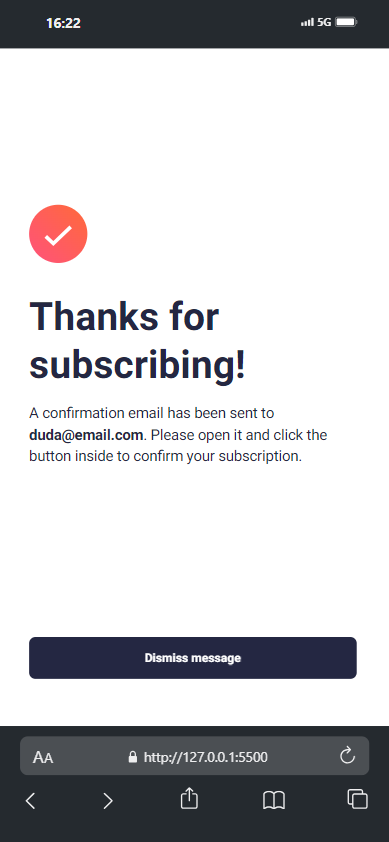 16:22
5G
Thanks for
subscribing!
A confirmation email has been sent to
duda@email.com. Please open it and click the
button inside to confirm your subscription.
Dismiss message
AA http://127.0.0.1:5500